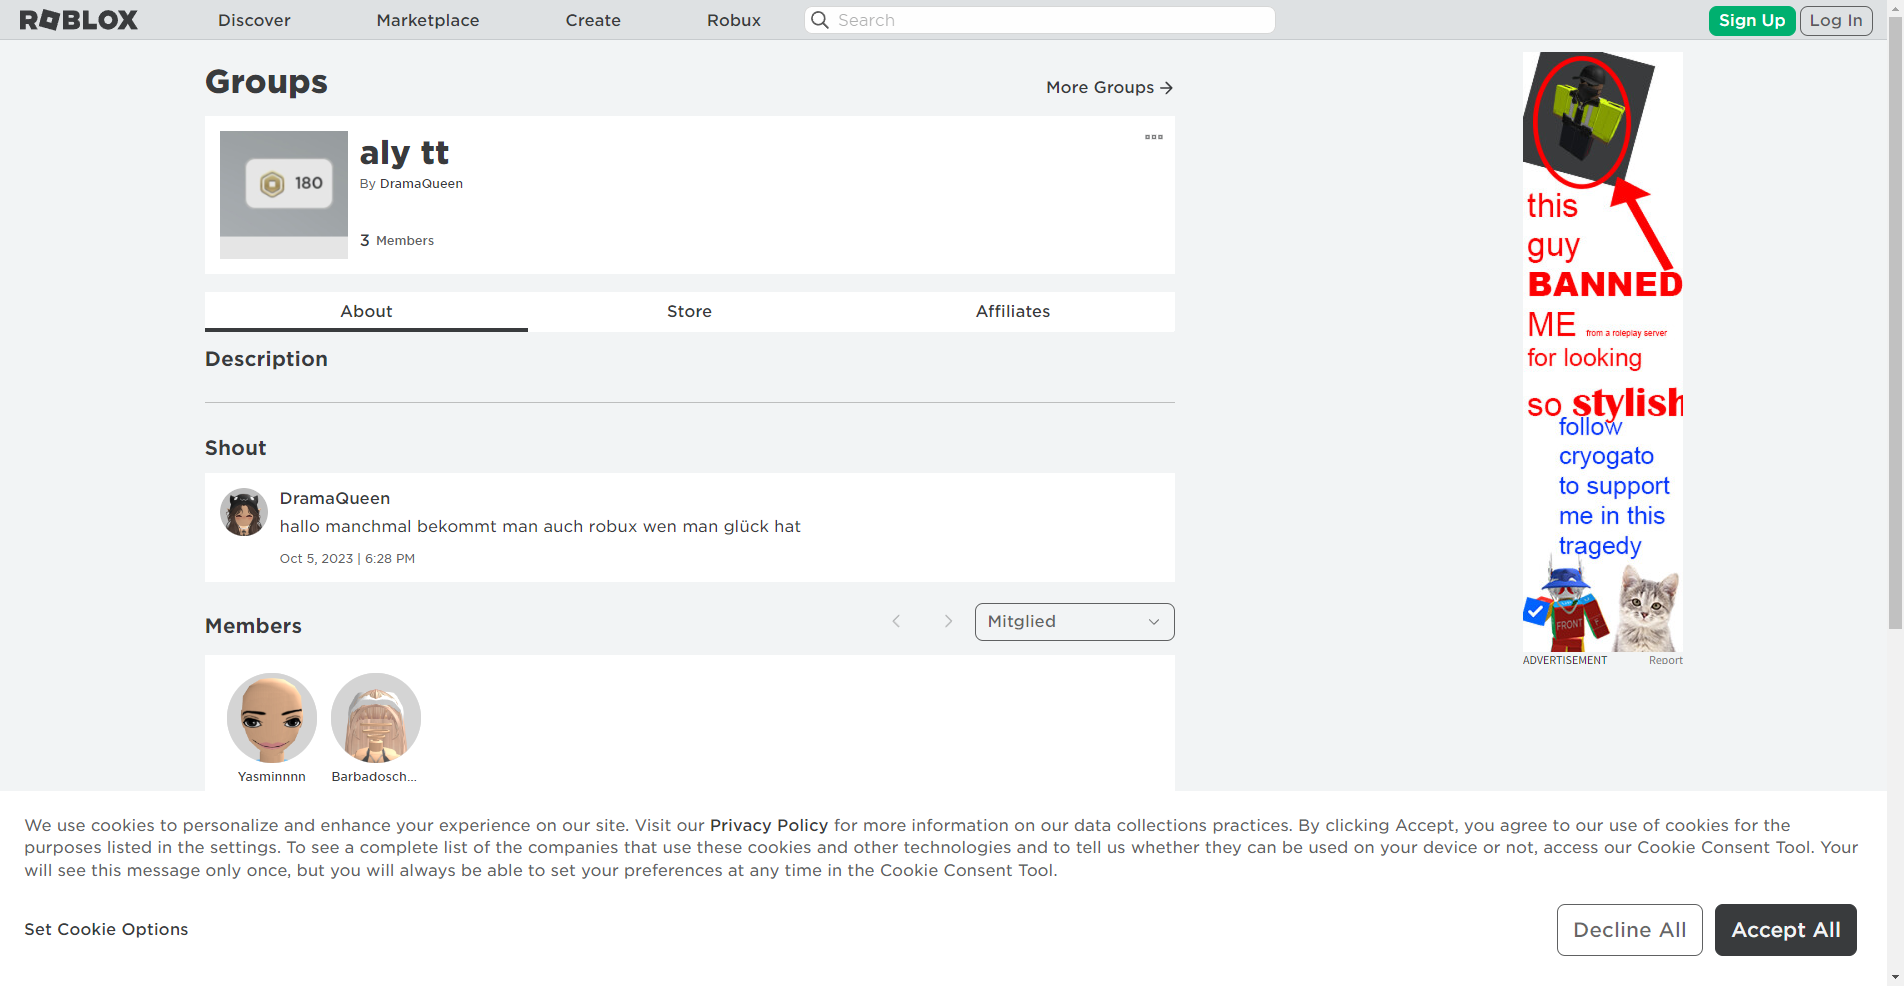 ROBLOX Discover Marketplace Create Robux Search Sign Up Log In
Groups
More Groups
180
aly tt
By DramaQueen
3 Members
About Store Affiliates
Description
Shout
DramaQueen
hallo manchmal bekommt man auch robux wen man glück hat
Oct 5, 2023 | 6:28 PM
Members
Mitglied
Yasminnnn Barbadosch...
this
guy
BANNED
ME from a roleplay server
for looking
so stylish
follow
cryogato
to support
me in this
tragedy
FRONT F
ADVERTISEMENT Report
We use cookies to personalize and enhance your experience on our site. Visit our Privacy Policy for more information on our data collections practices. By clicking Accept, you agree to our use of cookies for the
purposes listed in the settings. To see a complete list of the companies that use these cookies and other technologies and to tell us whether they can be used on your device or not, access our Cookie Consent Tool. Your
will see this message only once, but you will always be able to set your preferences at any time in the Cookie Consent Tool.
Set Cookie Options
Decline All Accept All